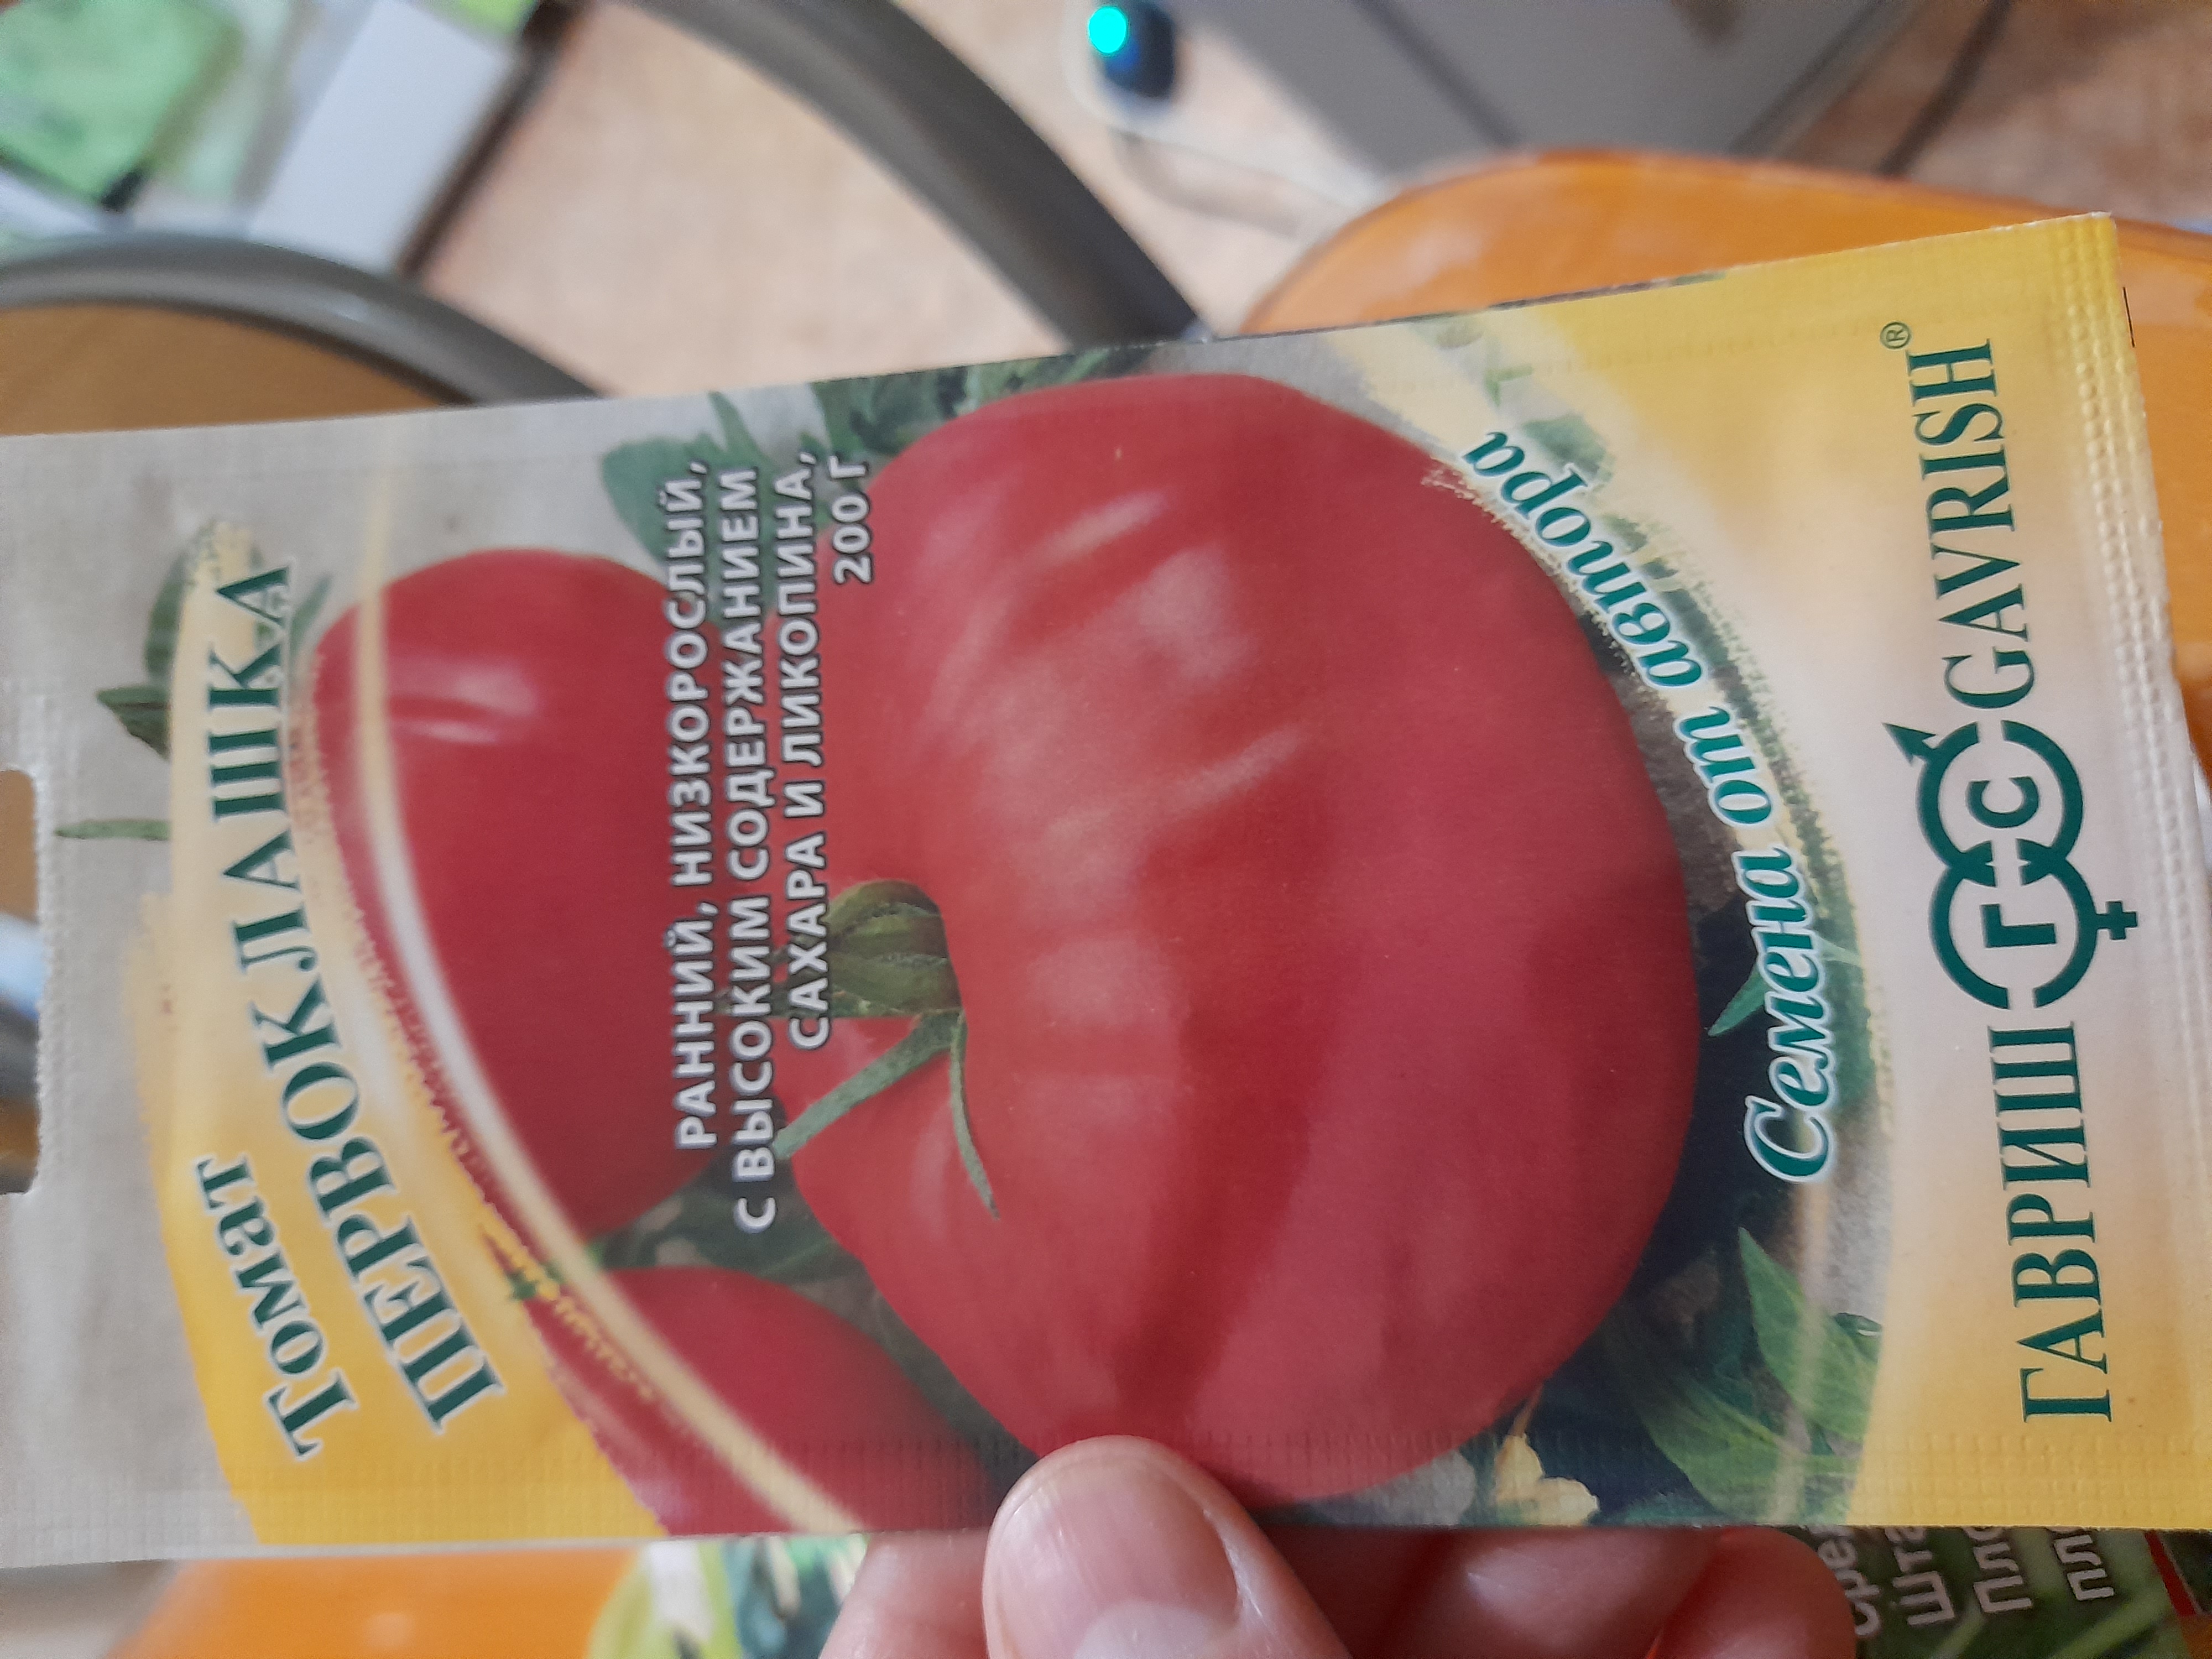 Томат
ПЕРВОКЛАШКА
РАННИЙ, НИЗКОРОСЛЫЙ,
С ВЫСОКИМ СОДЕРЖАНИЕМ
САХАРА И ЛИКОПИНА,
200 Г
Семена от автора
ГАВРИШ ГС GAVRISH®